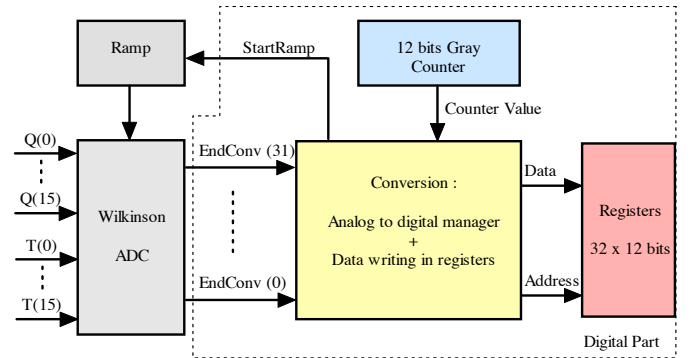 Ramp
StartRamp
12 bits Gray
Counter
Counter Value
Q(0)
Q(15)
T(0)
T(15)
Wilkinson
ADC
EndConv (31)
EndConv (0)
Conversion :
Analog to digital manager
+
Data writing in registers
Data
Address
Registers
32 x 12 bits
Digital Part